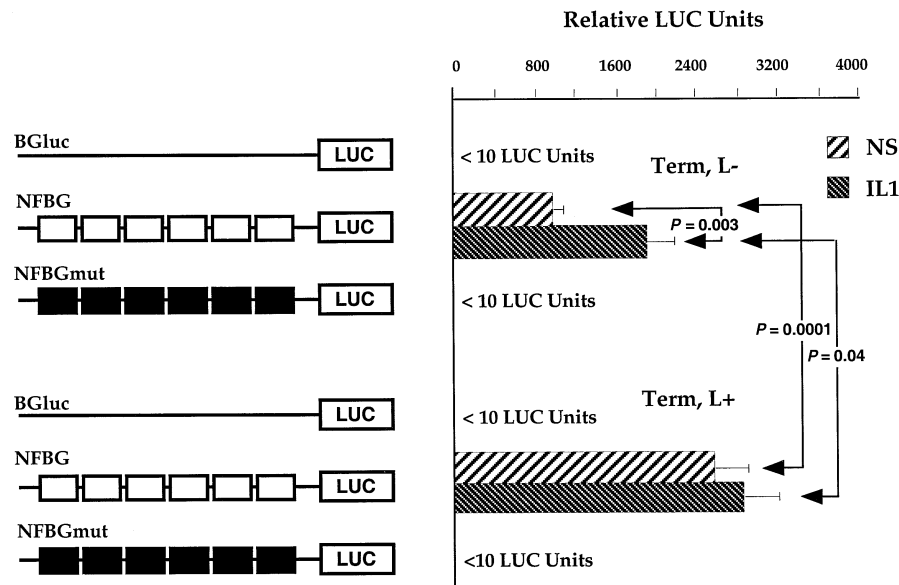 Relative LUC Units
0 800 1600 2400 3200 4000
BGluc
LUC
< 10 LUC Units
Term, L-
NS
IL1
NFBG
LUC
P = 0.003
NFBGmut
LUC
< 10 LUC Units
P = 0.0001
P = 0.04
BGluc
LUC
< 10 LUC Units
Term, L+
NFBG
LUC
NFBGmut
LUC
<10 LUC Units